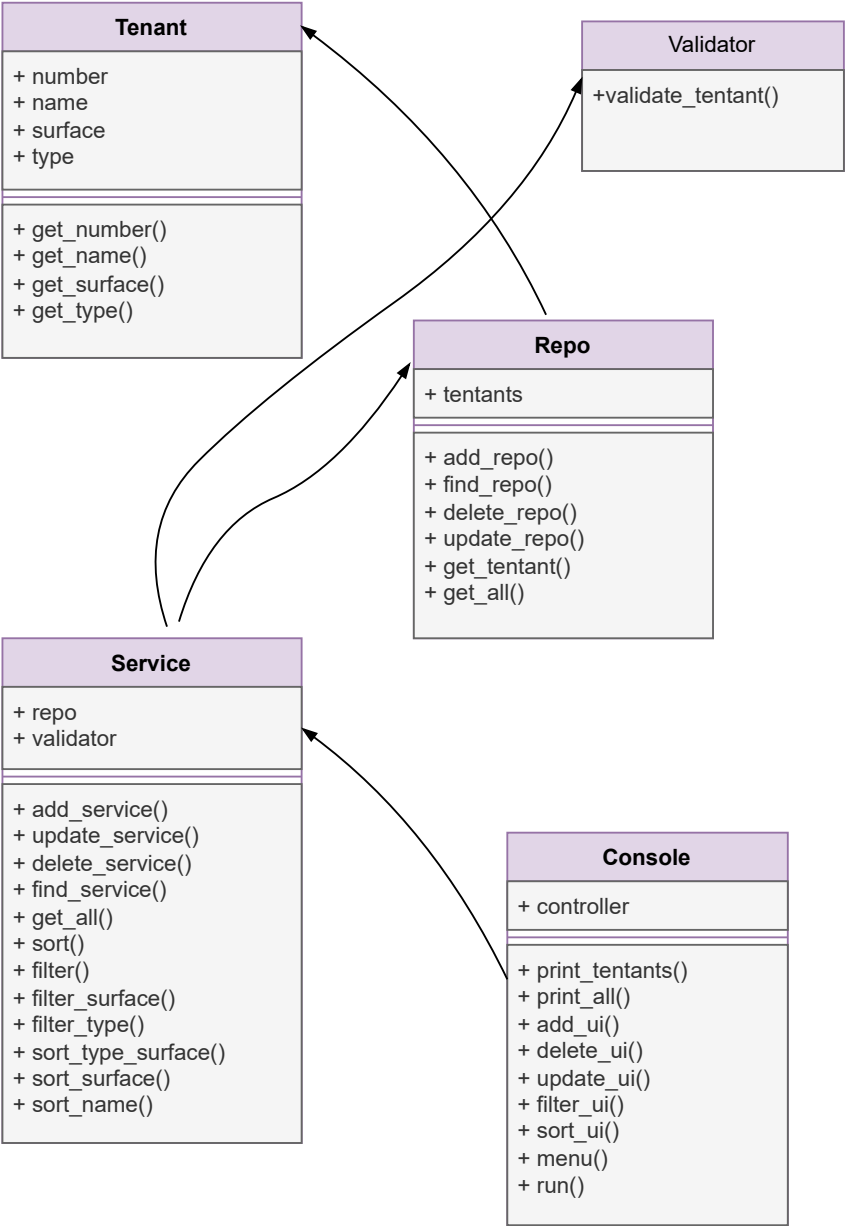 Tenant
+ number
+ name
+ surface
+ type
+ get_number()
+ get_name()
+ get_surface()
+ get_type()
Validator
+validate_tentant()
Repo
+ tentants
+ add_repo()
+ find_repo()
+ delete_repo()
+ update_repo()
+ get_tentant()
+ get_all()
Service
+ repo
+ validator
+ add_service()
+ update_service()
+ delete_service()
+ find_service()
+ get_all()
+ sort()
+ filter()
+ filter_surface()
+ filter_type()
+ sort_type_surface()
+ sort_surface()
+ sort_name()
Console
+ controller
+ print_tentants()
+ print_all()
+ add_ui()
+ delete_ui()
+ update_ui()
+ filter_ui()
+ sort_ui()
+ menu()
+ run()